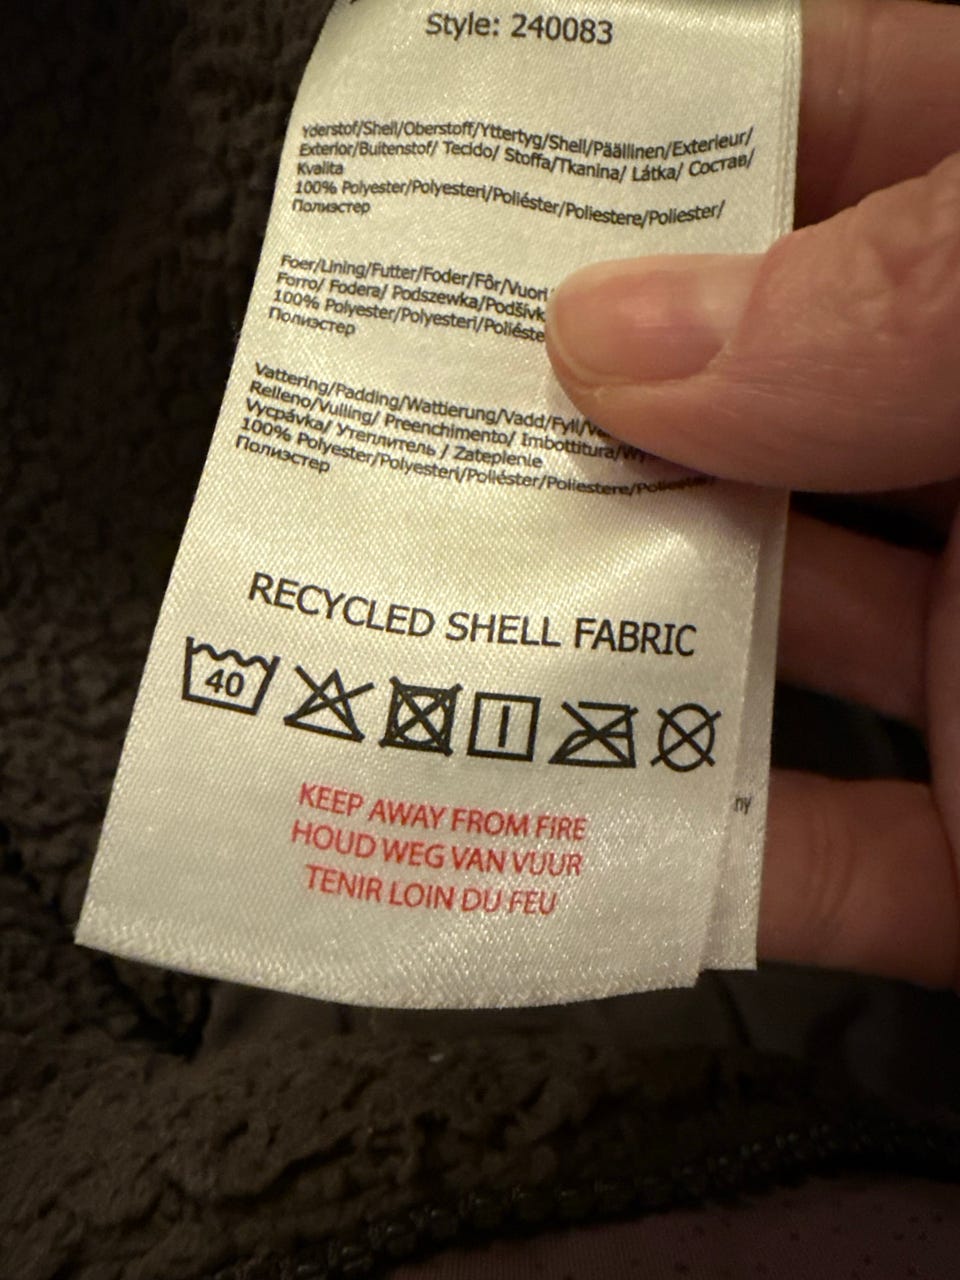 Style: 240083
Yderstof/Shell/Oberstoff/Yttertyg/Shell/Päällinen/Exterieur/
Exterior/Buitenstof/ Tecido/ Stoffa/Tkanina/ Látka/ Состав/
Kvalita
100% Polyester/Polyesteri/Poliéster/Poliestere/Poliester/
Полиэстер
Foer/Lining/Futter/Foder/Fôr/Vuori
Forro/ Fodera/ Podszewka/
100% Polyester/Polyesteri/
Полиэстер
Vattering/Padding/Wattierung/Vadd/Fyll/
Relleno/Vulling/ Preenchimento/ Imbottitura/
Vycpávka/ Утеплитель / Zateplenie
100% Polyester/Polyesteri/Poliéster/Poliestere/Poliester/
Полиэстер
RECYCLED SHELL FABRIC
40
KEEP AWAY FROM FIRE
HOUD WEG VAN VUUR
TENIR LOIN DU FEU